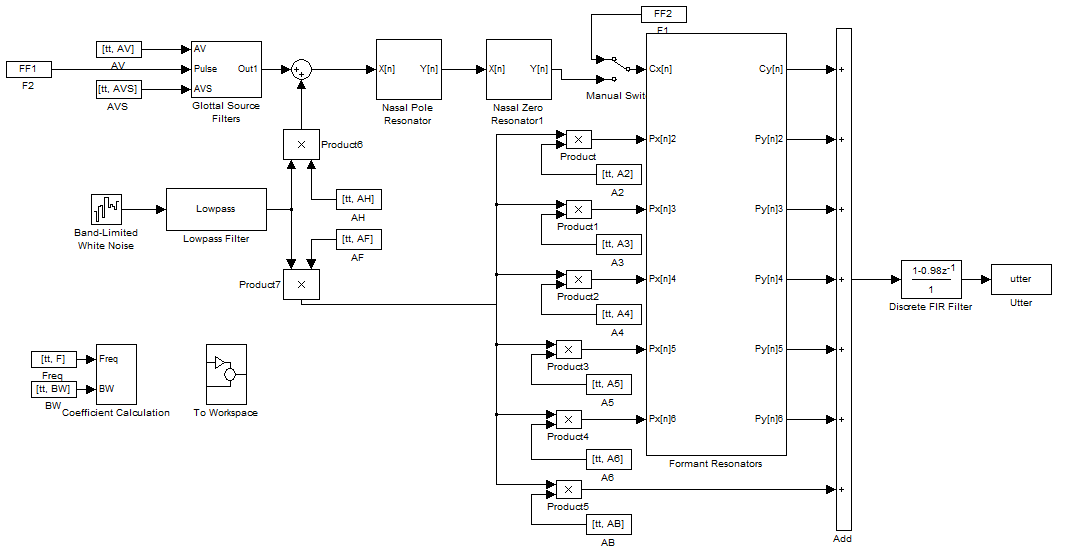 FF2
F1
[tt, AV]
AV
AV
FF1
F2
Pulse
Out1
[tt, AVS]
AVS
AVS
Glottal Source
Filters
+
+
X[n]
Y[n]
Nasal Pole
Resonator
X[n]
Y[n]
Nasal Zero
Resonator1
Manual Swit
Cx[n]
Cy[n]
+
×
Product6
×
Product
Px[n]2
Py[n]2
+
[tt, A2]
A2
[tt, AH]
AH
Band-Limited
White Noise
Lowpass
Lowpass Filter
×
Product1
Px[n]3
Py[n]3
+
[tt, A3]
A3
[tt, AF]
AF
Product7
×
×
Product2
Px[n]4
Py[n]4
+
[tt, A4]
A4
1-0.98z-1
1
Discrete FIR Filter
utter
Utter
×
Product3
Px[n]5
Py[n]5
+
[tt, A5]
A5
[tt, F]
Freq
Freq
[tt, BW]
BW
BW
Coefficient Calculation
To Workspace
×
Product4
Px[n]6
Py[n]6
+
[tt, A6]
A6
Formant Resonators
×
Product5
+
[tt, AB]
AB
Add